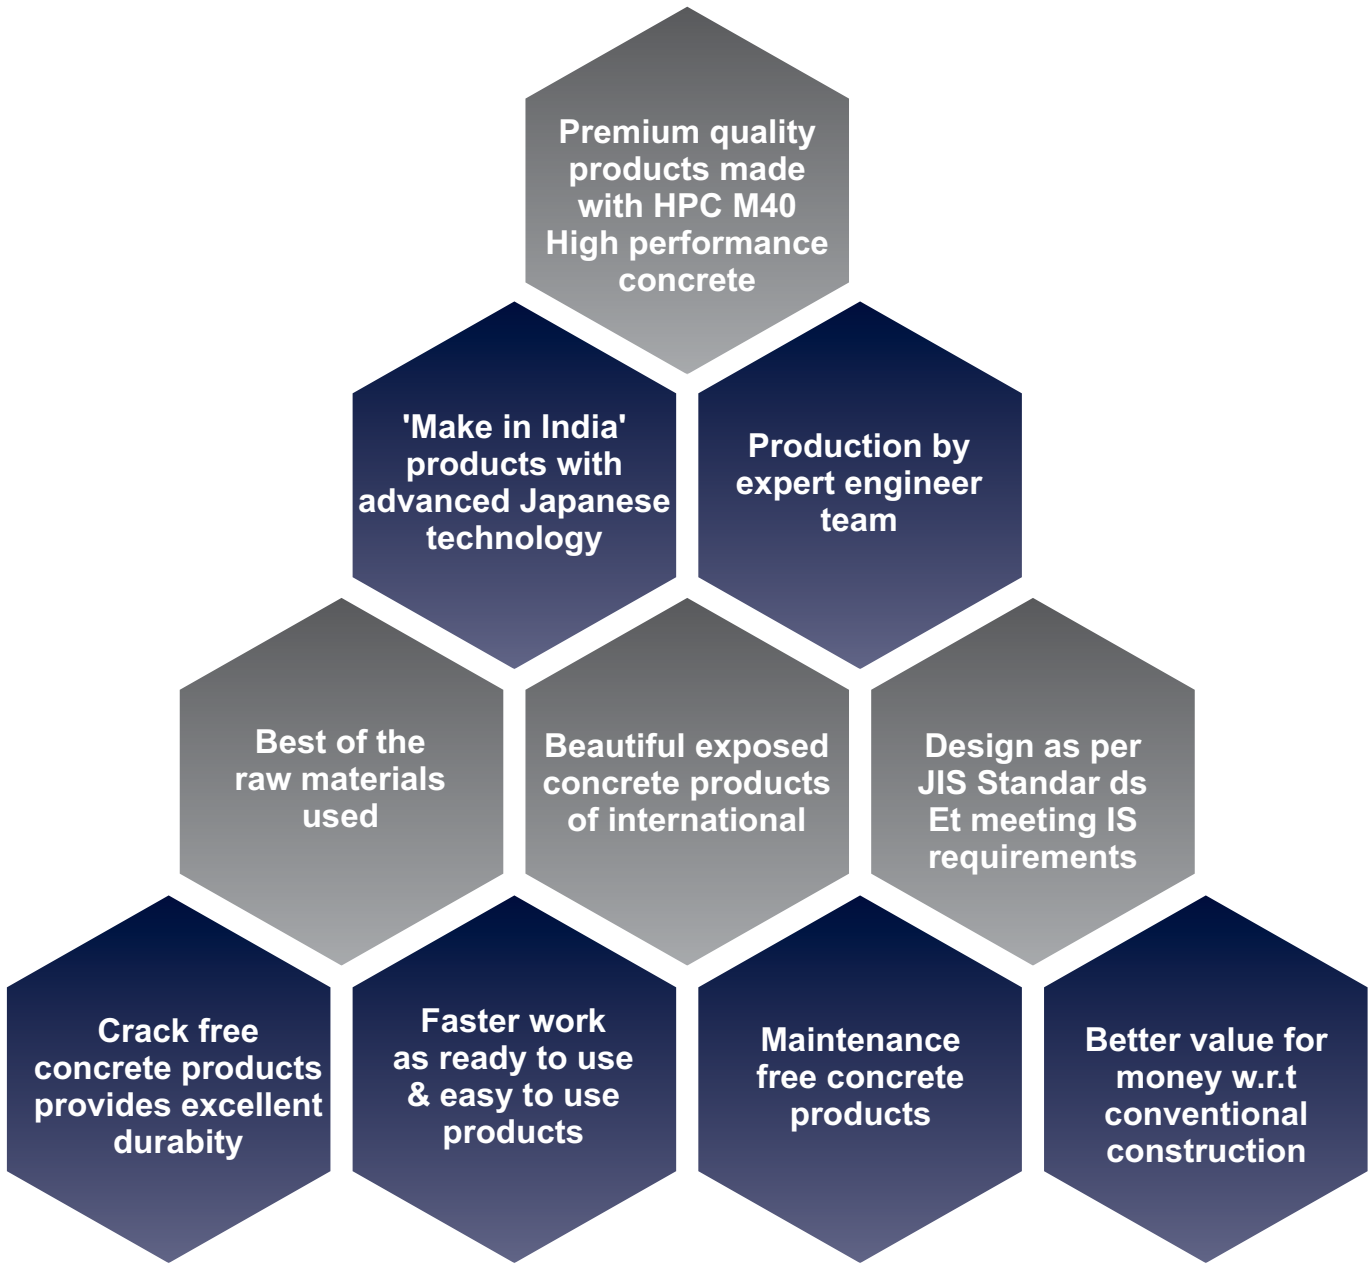 Premium quality
products made
with HPC M40
High performance
concrete
'Make in India'
products with
advanced Japanese
technology
Production by
expert engineer
team
Best of the
raw materials
used
Beautiful exposed
concrete products
of international
Design as per
JIS Standar ds
Et meeting IS
requirements
Crack free
concrete products
provides excellent
durabity
Faster work
as ready to use
& easy to use
products
Maintenance
free concrete
products
Better value for
money w.r.t
conventional
construction